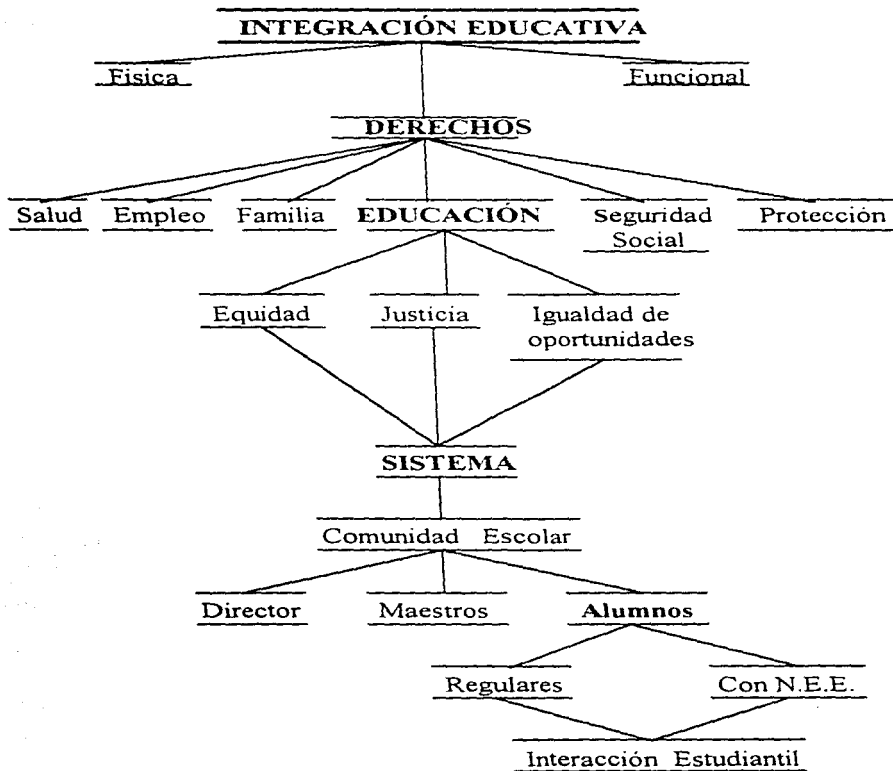 INTEGRACIÓN EDUCATIVA
Fisica
Funcional
DERECHOS
Salud
Empleo
Familia
EDUCACIÓN
Seguridad
Social
Protección
Equidad
Justicia
Igualdad de
oportunidades
SISTEMA
Comunidad Escolar
Director
Maestros
Alumnos
Regulares
Con N.E.E.
Interacción Estudiantil